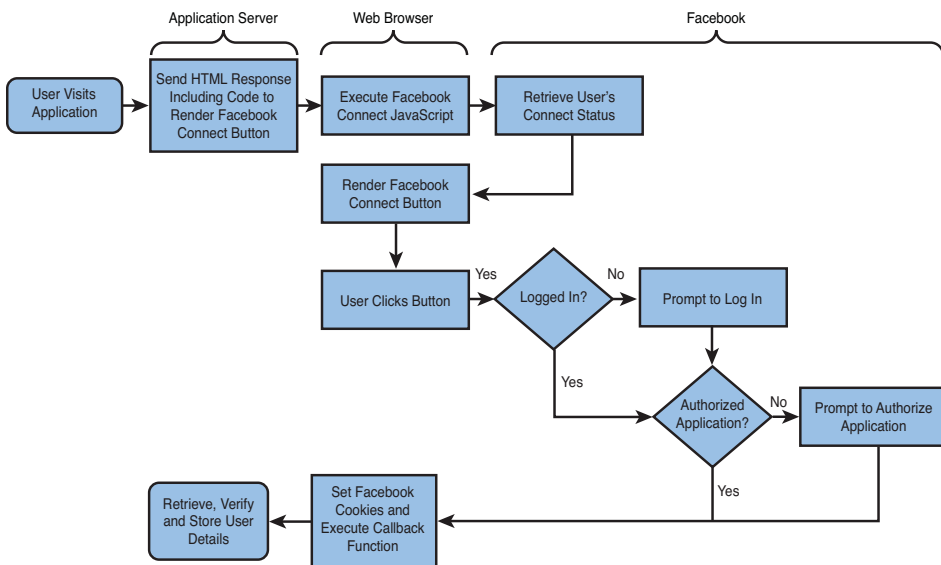 Application Server
Web Browser
Facebook
User Visits
Application
Send HTML Response
Including Code to
Render Facebook
Connect Button
Execute Facebook
Connect JavaScript
Retrieve User’s
Connect Status
Render Facebook
Connect Button
User Clicks Button
Yes
Logged In?
No
Prompt to Log In
Yes
Authorized
Application?
No
Prompt to Authorize
Application
Yes
Set Facebook
Cookies and
Execute Callback
Function
Retrieve, Verify
and Store User
Details